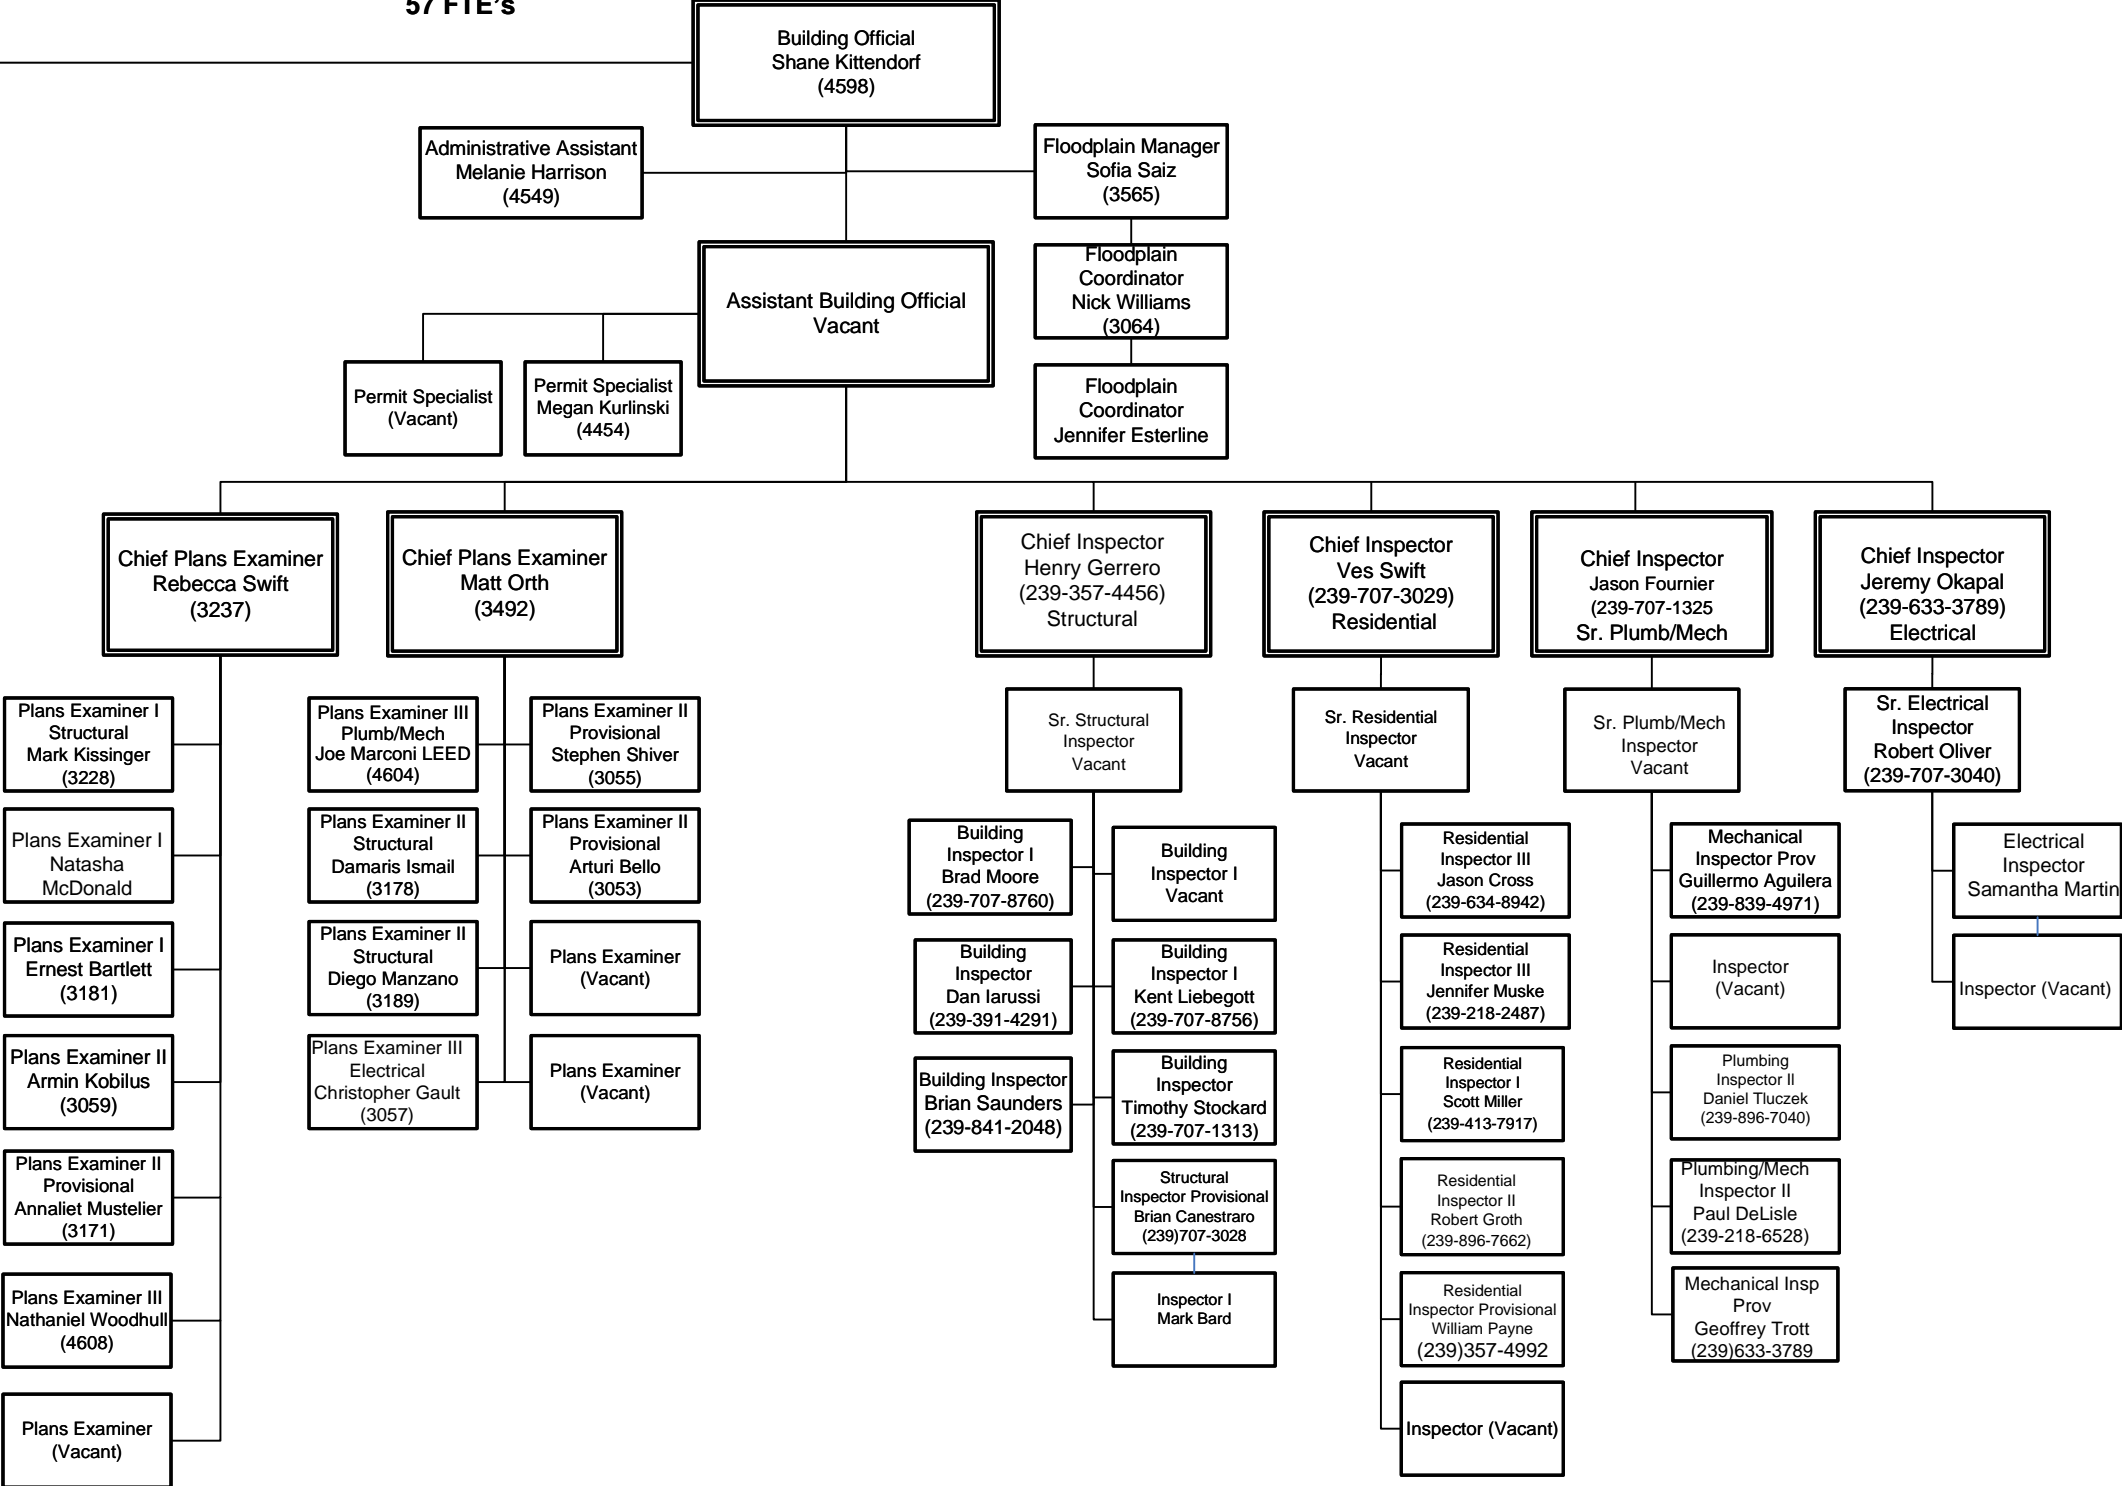 57 FTE's
Building Official
Shane Kittendorf
(4598)
Administrative Assistant
Melanie Harrison
(4549)
Floodplain Manager
Sofia Saiz
(3565)
Floodplain
Coordinator
Nick Williams
(3064)
Assistant Building Official
Vacant
Permit Specialist
(Vacant)
Permit Specialist
Megan Kurlinski
(4454)
Floodplain
Coordinator
Jennifer Esterline
Chief Plans Examiner
Rebecca Swift
(3237)
Chief Plans Examiner
Matt Orth
(3492)
Chief Inspector
Henry Gerrero
(239-357-4456)
Structural
Chief Inspector
Ves Swift
(239-707-3029)
Residential
Chief Inspector
Jason Fournier
(239-707-1325
Sr. Plumb/Mech
Chief Inspector
Jeremy Okapal
(239-633-3789)
Electrical
Plans Examiner I
Structural
Mark Kissinger
(3228)
Plans Examiner I
Natasha
McDonald
Plans Examiner I
Ernest Bartlett
(3181)
Plans Examiner II
Armin Kobilus
(3059)
Plans Examiner II
Provisional
Annaliet Mustelier
(3171)
Plans Examiner III
Nathaniel Woodhull
(4608)
Plans Examiner
(Vacant)
Plans Examiner III
Plumb/Mech
Joe Marconi LEED
(4604)
Plans Examiner II
Structural
Damaris Ismail
(3178)
Plans Examiner II
Structural
Diego Manzano
(3189)
Plans Examiner III
Electrical
Christopher Gault
(3057)
Plans Examiner II
Provisional
Stephen Shiver
(3055)
Plans Examiner II
Provisional
Arturi Bello
(3053)
Plans Examiner
(Vacant)
Plans Examiner
(Vacant)
Sr. Structural
Inspector
Vacant
Building
Inspector I
Brad Moore
(239-707-8760)
Building
Inspector
Dan Iarussi
(239-391-4291)
Building Inspector
Brian Saunders
(239-841-2048)
Building
Inspector I
Vacant
Building
Inspector I
Kent Liebegott
(239-707-8756)
Building
Inspector
Timothy Stockard
(239-707-1313)
Structural
Inspector Provisional
Brian Canestraro
(239)707-3028
Inspector I
Mark Bard
Sr. Residential
Inspector
Vacant
Residential
Inspector III
Jason Cross
(239-634-8942)
Residential
Inspector III
Jennifer Muske
(239-218-2487)
Residential
Inspector I
Scott Miller
(239-413-7917)
Residential
Inspector II
Robert Groth
(239-896-7662)
Residential
Inspector Provisional
William Payne
(239)357-4992
Inspector (Vacant)
Sr. Plumb/Mech
Inspector
Vacant
Mechanical
Inspector Prov
Guillermo Aguilera
(239-839-4971)
Inspector
(Vacant)
Plumbing
Inspector II
Daniel Tluczek
(239-896-7040)
Plumbing/Mech
Inspector II
Paul DeLisle
(239-218-6528)
Mechanical Insp
Prov
Geoffrey Trott
(239)633-3789
Sr. Electrical
Inspector
Robert Oliver
(239-707-3040)
Electrical
Inspector
Samantha Martin
Inspector (Vacant)